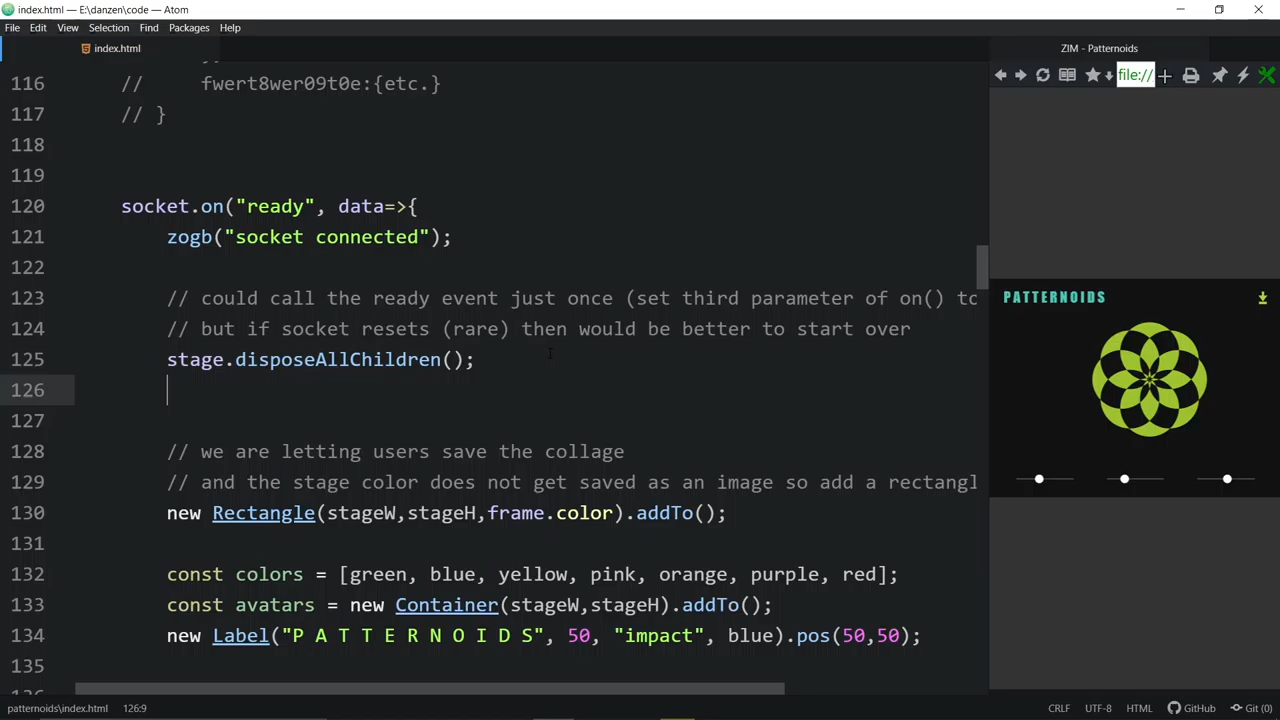 index.html — E:\danzen\code — Atom
File Edit View Selection Find Packages Help
index.html
ZIM - Patternoids
file://
116 // fwert8wer09t0e:{etc.}
117 // }
118
119
120 socket.on("ready", data=>{
121 zogb("socket connected");
122
123 // could call the ready event just once (set third parameter of on() to
124 // but if socket resets (rare) then would be better to start over
125 stage.disposeAllChildren();
126
127
128 // we are letting users save the collage
129 // and the stage color does not get saved as an image so add a rectangl
130 new Rectangle(stageW,stageH,frame.color).addTo();
131
132 const colors = [green, blue, yellow, pink, orange, purple, red];
133 const avatars = new Container(stageW,stageH).addTo();
134 new Label("P A T T E R N O I D S", 50, "impact", blue).pos(50,50);
135
PATTERNOIDS
patternoids\index.html 126:9 CRLF UTF-8 HTML GitHub Git (0)